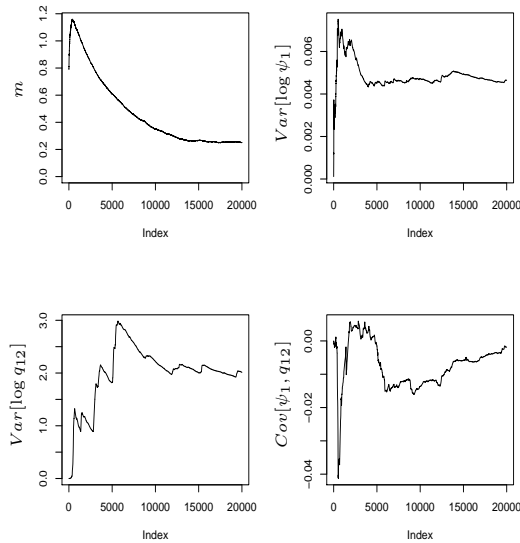 m
0.0 0.2 0.4 0.6 0.8 1.0 1.2
0 5000 10000 15000 20000
Index
Var[log ψ₁]
0.000 0.002 0.004 0.006
0 5000 10000 15000 20000
Index
Var[log q₁₂]
0.0 1.0 2.0 3.0
0 5000 10000 15000 20000
Index
Cov[ψ₁, q₁₂]
−0.04 −0.02 0.00
0 5000 10000 15000 20000
Index